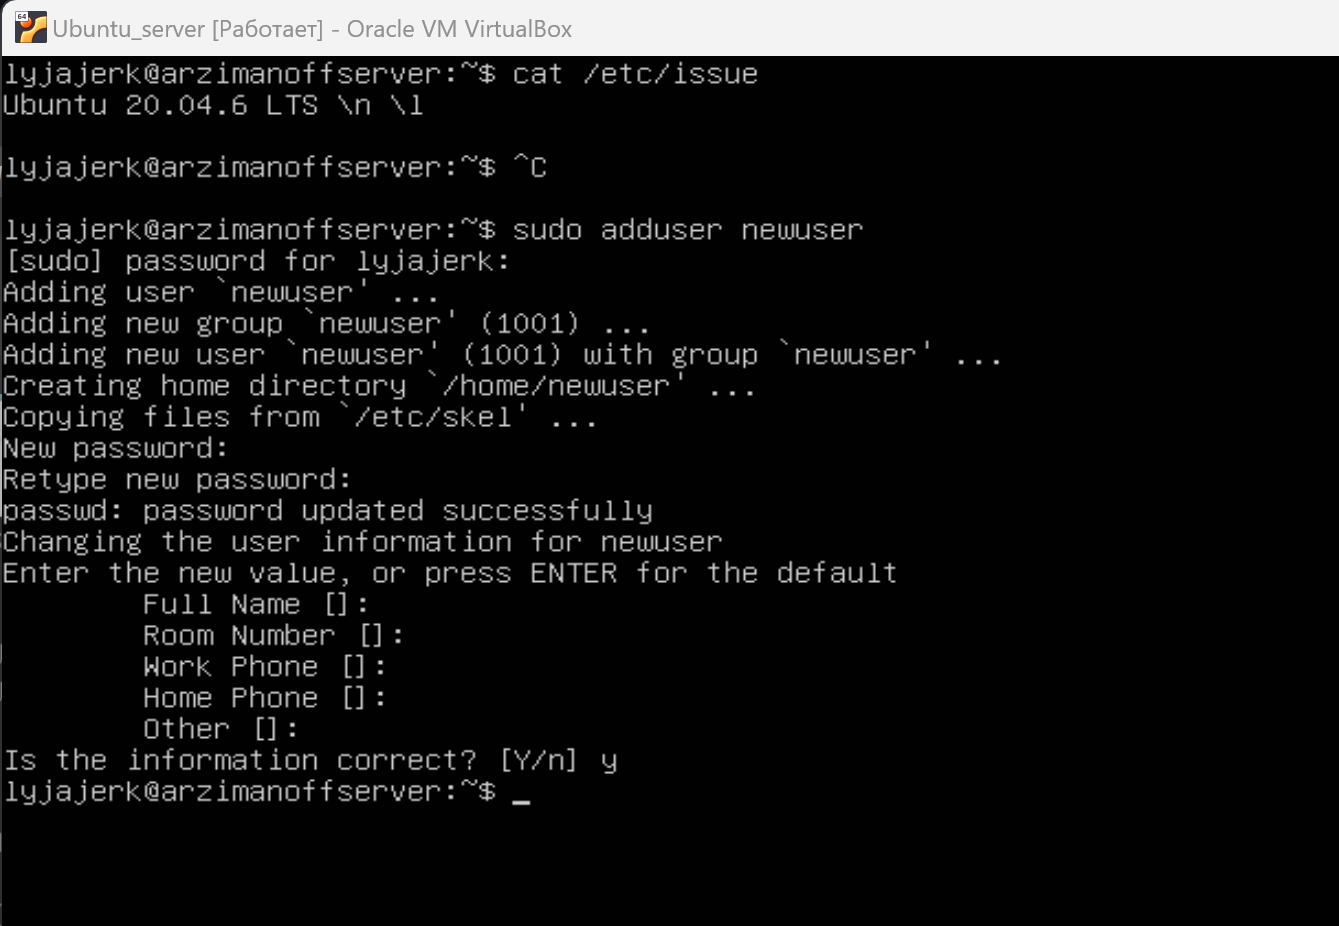 64
Ubuntu_server [Работает] - Oracle VM VirtualBox
lyjajerk@arzimanoffserver:~$ cat /etc/issue
Ubuntu 20.04.6 LTS \n \l
lyjajerk@arzimanoffserver:~$ ^C
lyjajerk@arzimanoffserver:~$ sudo adduser newuser
[sudo] password for lyjajerk:
Adding user `newuser' ...
Adding new group `newuser' (1001) ...
Adding new user `newuser' (1001) with group `newuser' ...
Creating home directory `/home/newuser' ...
Copying files from `/etc/skel' ...
New password:
Retype new password:
passwd: password updated successfully
Changing the user information for newuser
Enter the new value, or press ENTER for the default
Full Name []:
Room Number []:
Work Phone []:
Home Phone []:
Other []:
Is the information correct? [Y/n] y
lyjajerk@arzimanoffserver:~$ _